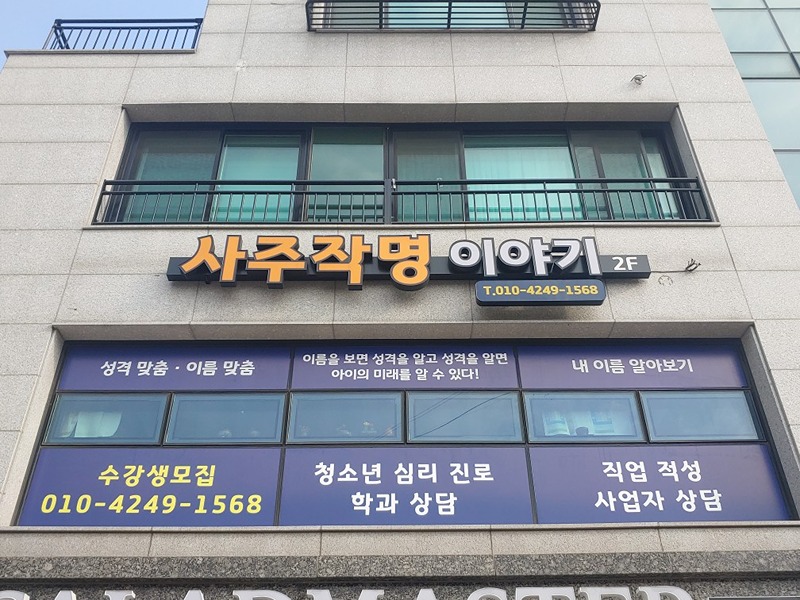 사주작명 이야기 2F
T.010-4249-1568
성격 맞춤 · 이름 맞춤
이름을 보면 성격을 알고 성격을 알면
아이의 미래를 알 수 있다!
내 이름 알아보기
수강생모집
010-4249-1568
청소년 심리 진로
학과 상담
직업 적성
사업자 상담
SALADMASTER